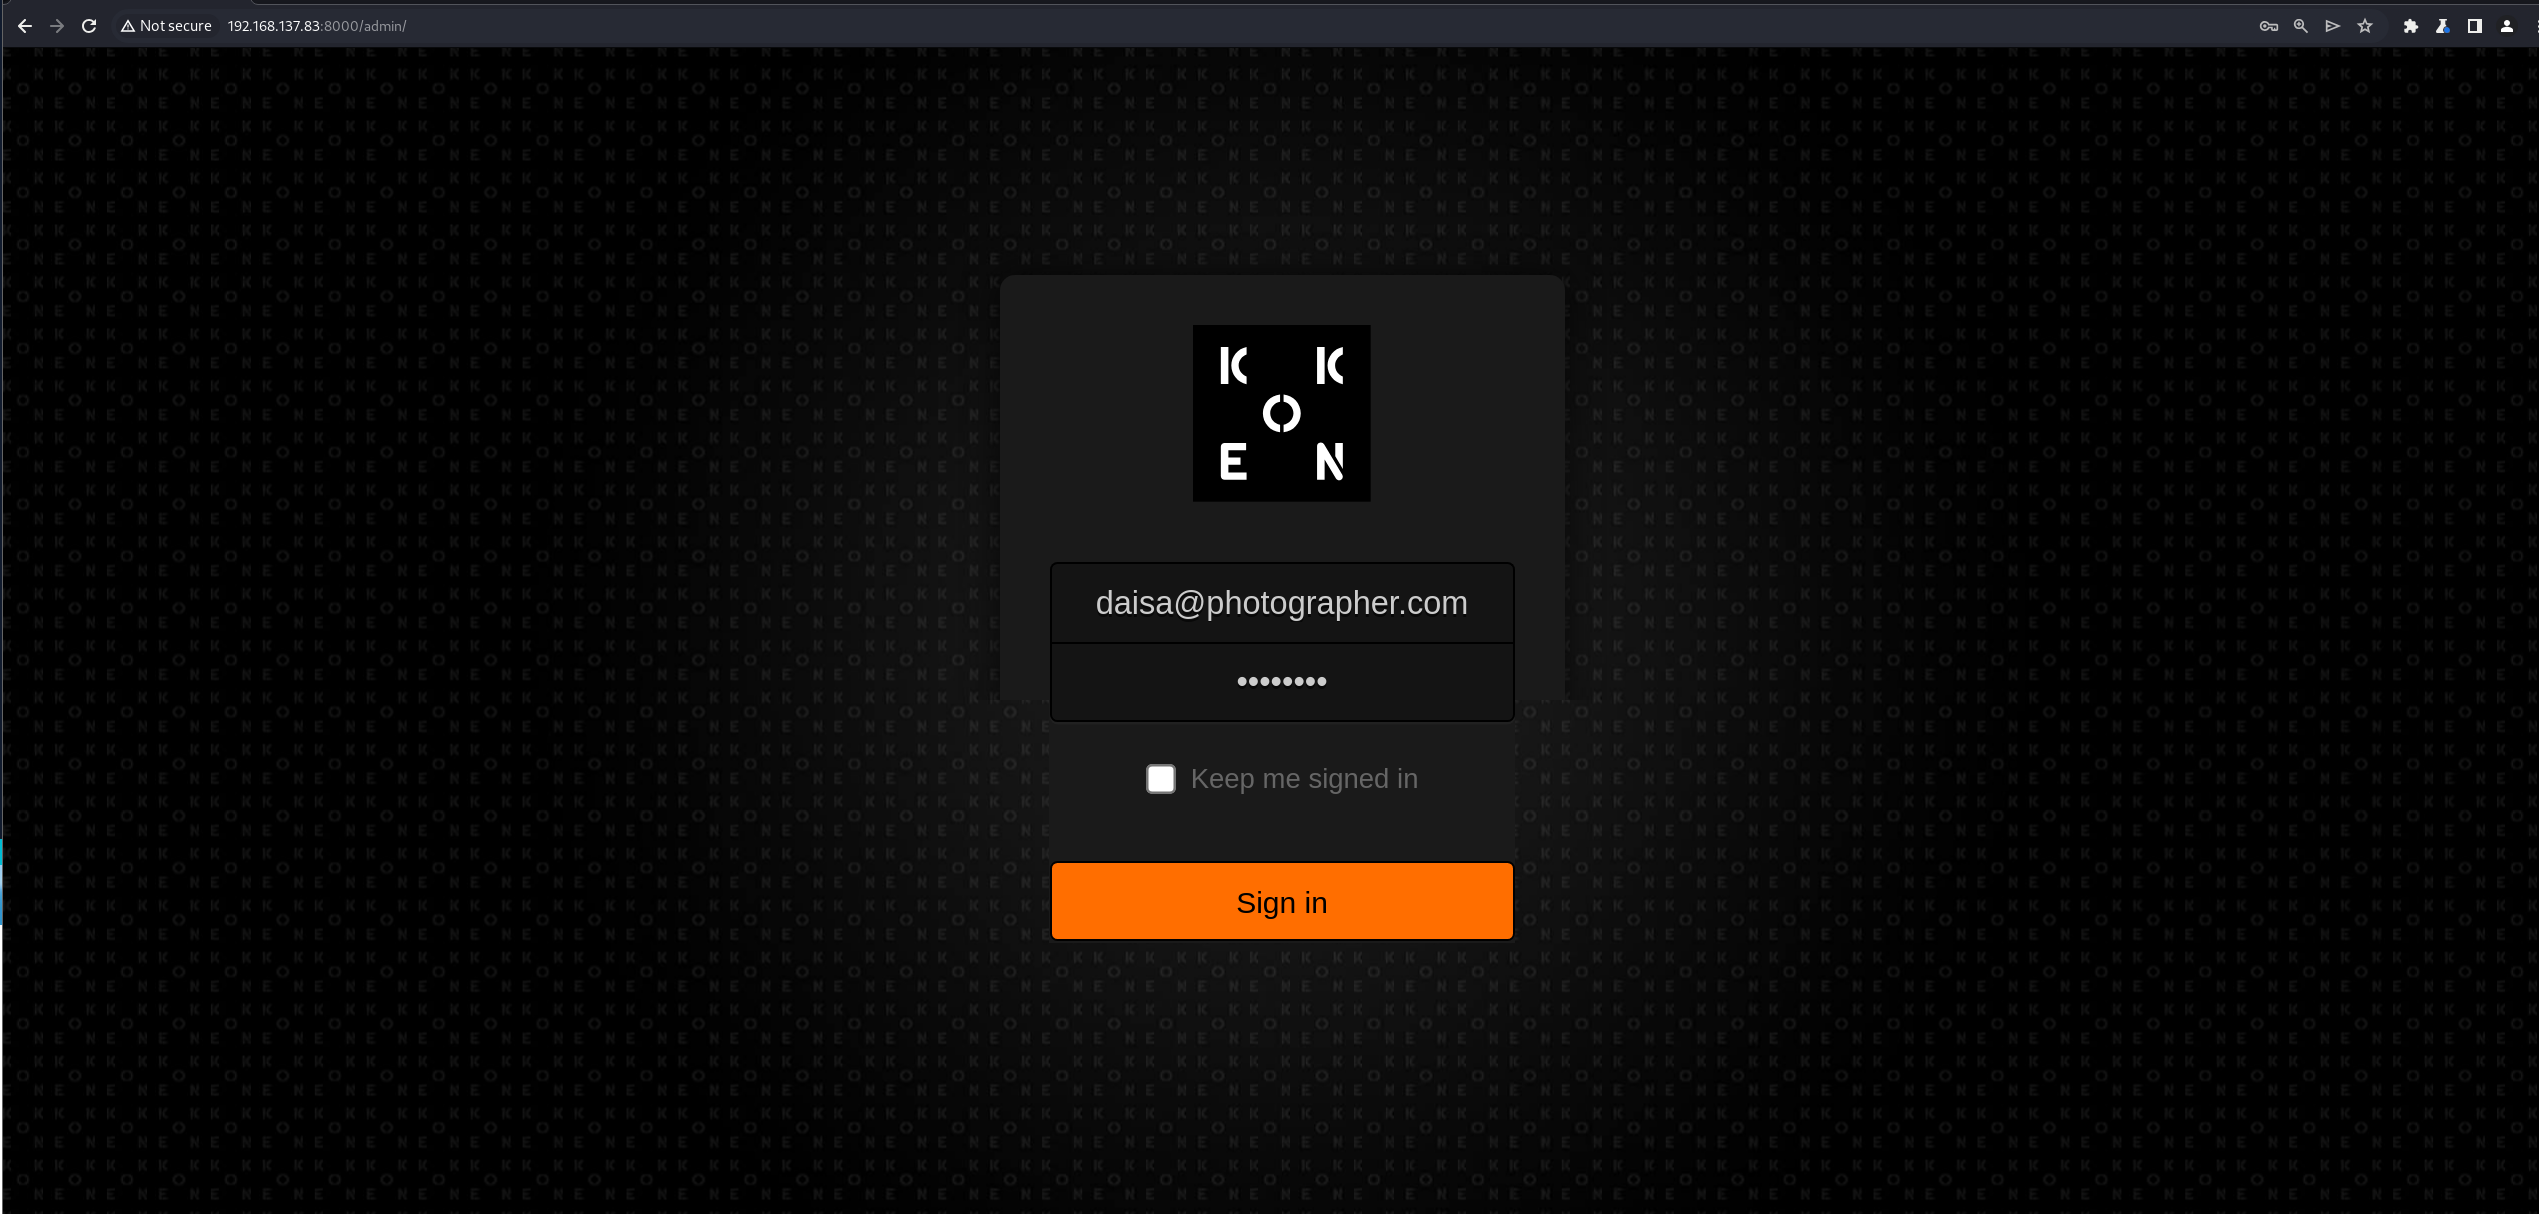 Not secure 192.168.137.83:8000/admin/
K K
O
E N
daisa@photographer.com
••••••••
Keep me signed in
Sign in